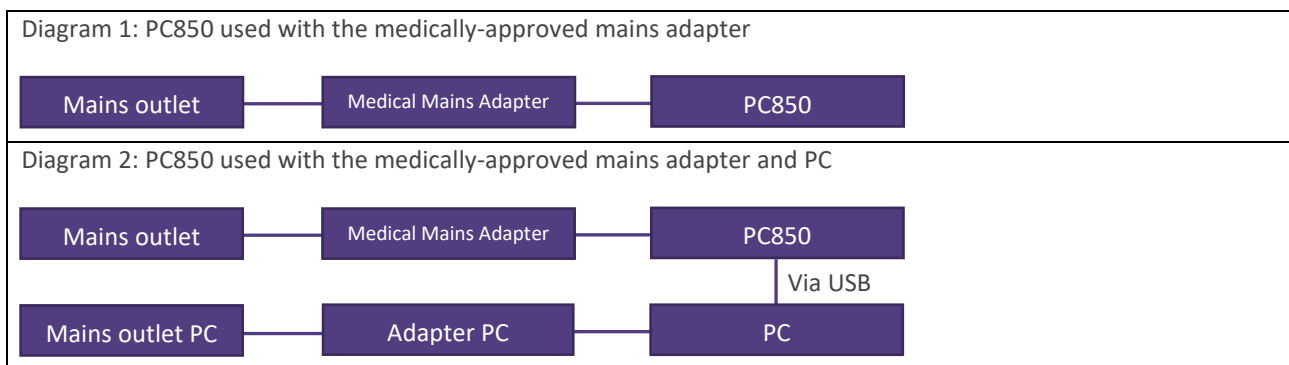 Diagram 1: PC850 used with the medically-approved mains adapter
Mains outlet Medical Mains Adapter PC850
Diagram 2: PC850 used with the medically-approved mains adapter and PC
Mains outlet Medical Mains Adapter PC850
Via USB
Mains outlet PC Adapter PC PC